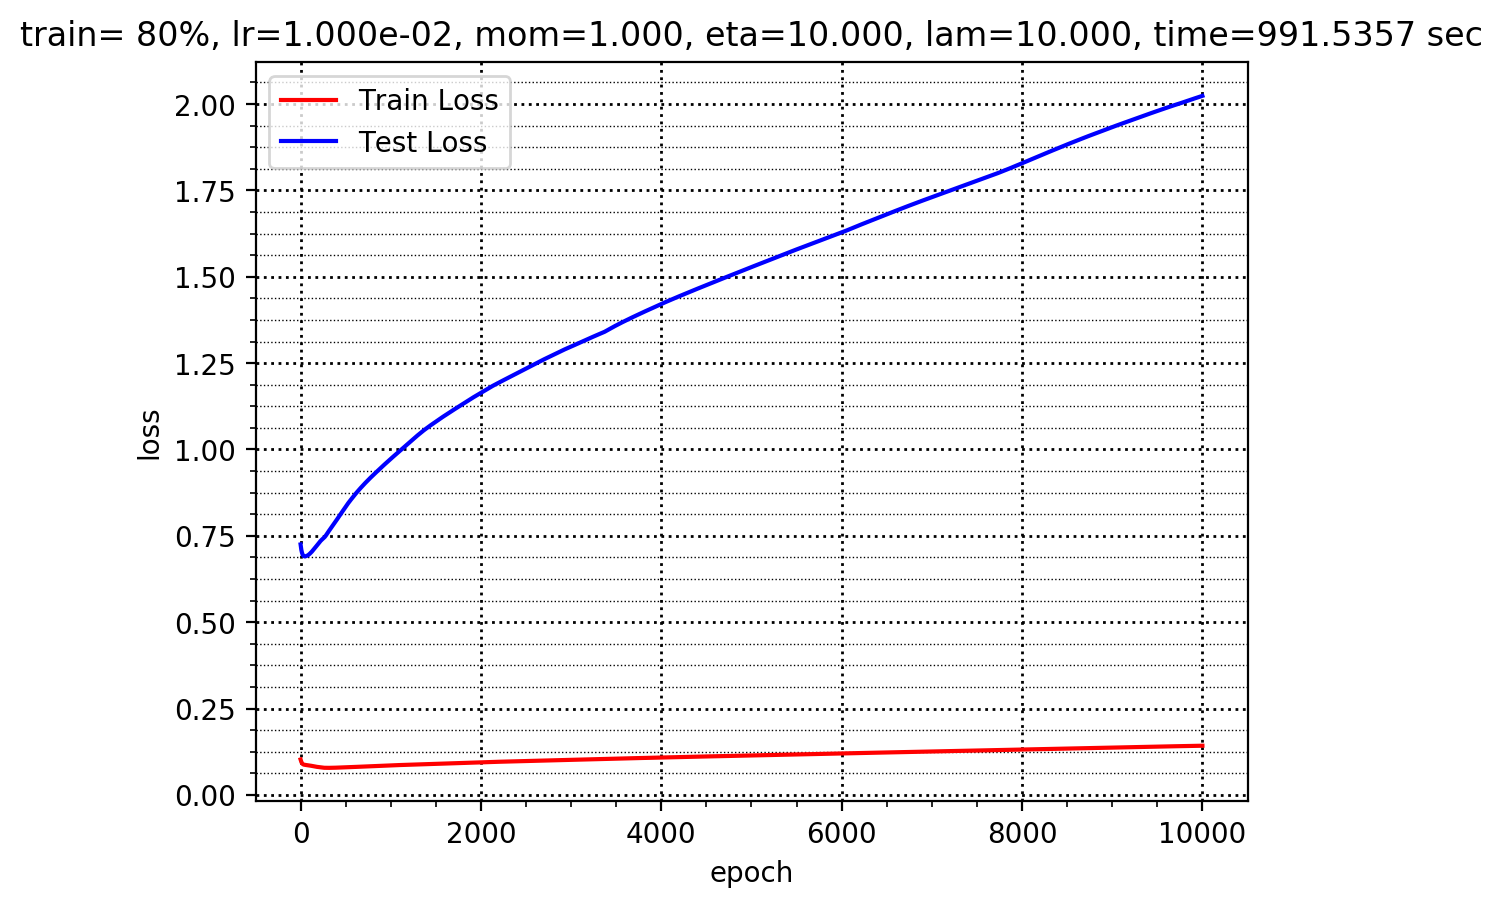 train= 80%, lr=1.000e-02, mom=1.000, eta=10.000, lam=10.000, time=991.5357 sec
Train Loss
Test Loss
2.00
1.75
1.50
1.25
1.00
0.75
0.50
0.25
0.00
loss
0 2000 4000 6000 8000 10000
epoch